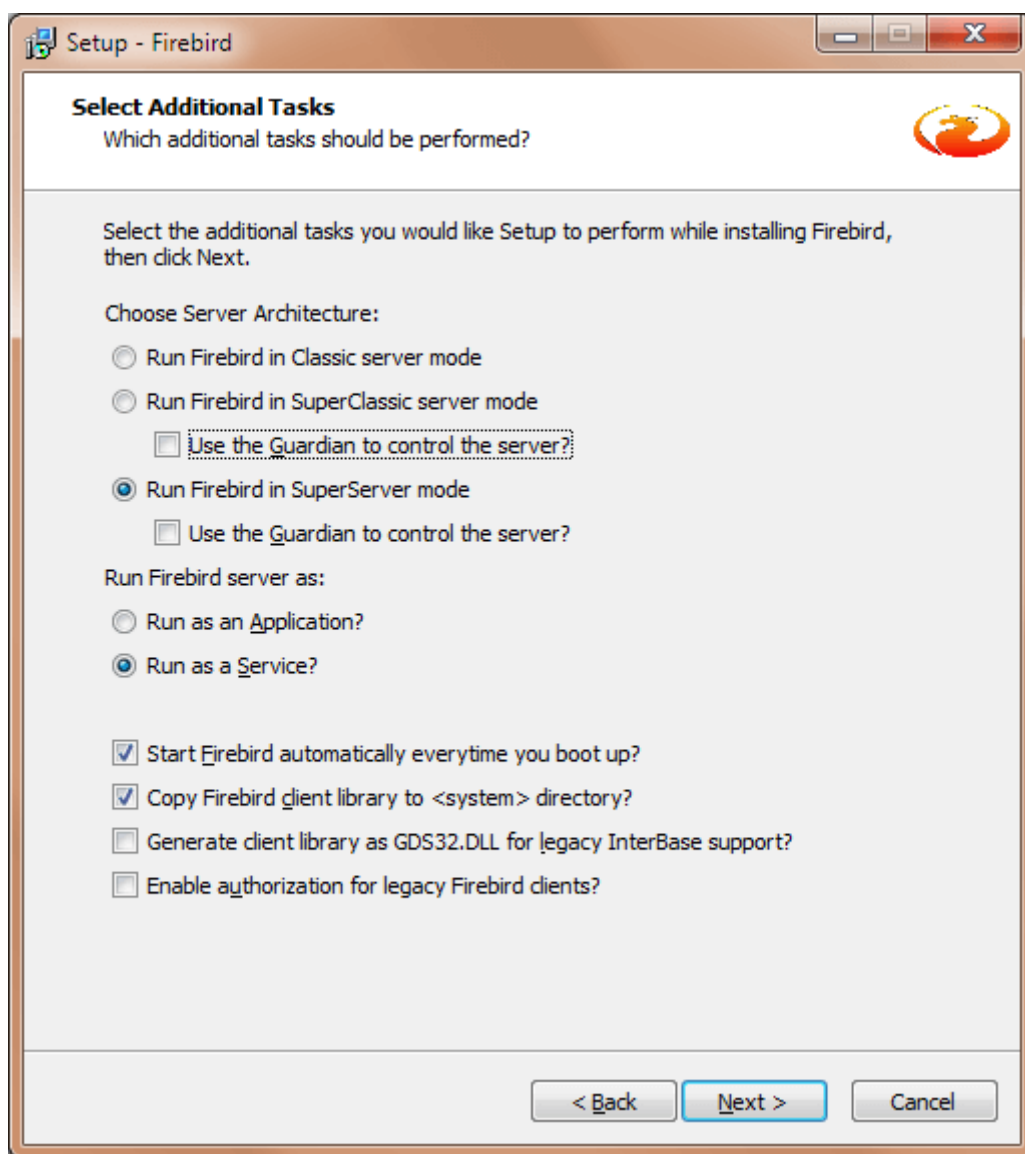 Setup - Firebird
Select Additional Tasks
Which additional tasks should be performed?
Select the additional tasks you would like Setup to perform while installing Firebird,
then click Next.
Choose Server Architecture:
Run Firebird in Classic server mode
Run Firebird in SuperClassic server mode
Use the Guardian to control the server?
Run Firebird in SuperServer mode
Use the Guardian to control the server?
Run Firebird server as:
Run as an Application?
Run as a Service?
Start Firebird automatically everytime you boot up?
Copy Firebird client library to <system> directory?
Generate client library as GDS32.DLL for legacy InterBase support?
Enable authorization for legacy Firebird clients?
< Back
Next >
Cancel